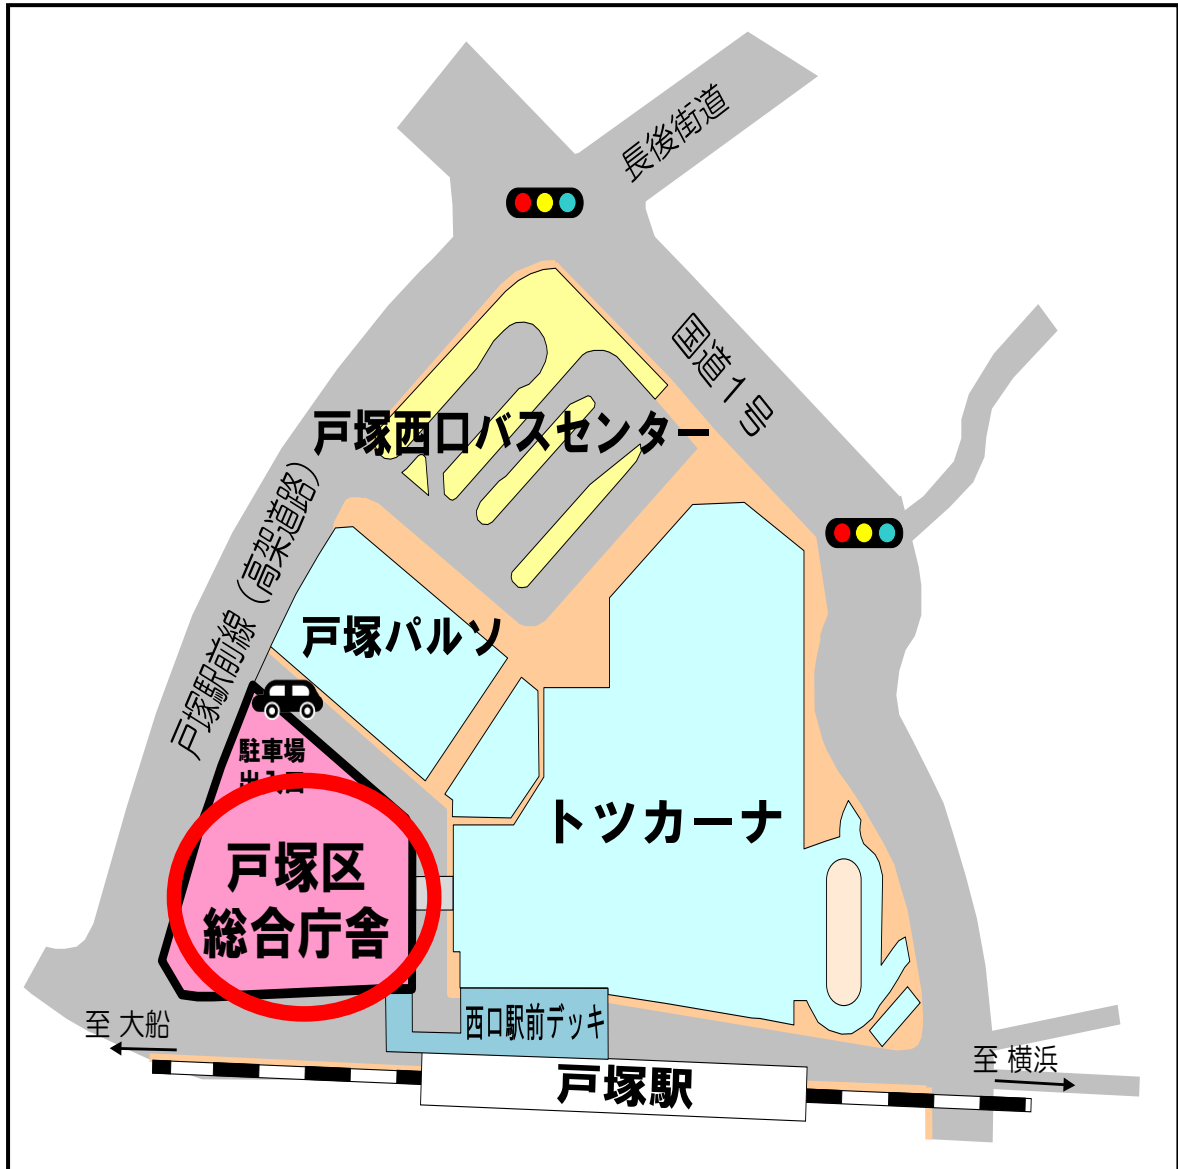 長後街道
国道1号
戸塚西口バスセンター
戸塚駅前線（高架道路）
戸塚パルソ
駐車場
出入口
トツカーナ
戸塚区
総合庁舎
西口駅前デッキ
至 大船
至 横浜
戸塚駅